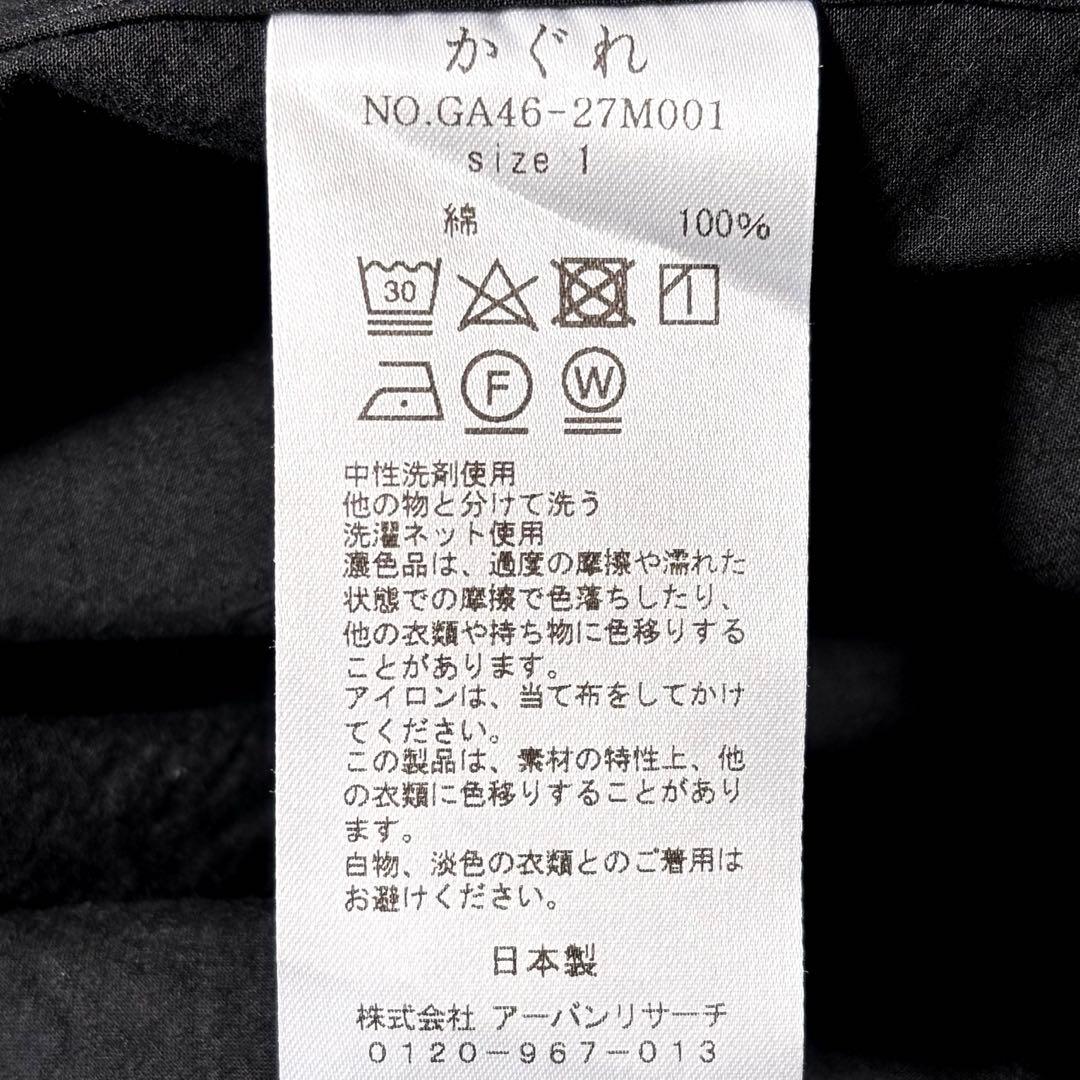 かぐれ
NO.GA46-27M001
size 1
綿 100%
30
F W
中性洗剤使用
他の物と分けて洗う
洗濯ネット使用
濃色品は、過度の摩擦や濡れた
状態での摩擦で色落ちしたり、
他の衣類や持ち物に色移りする
ことがあります。
アイロンは、当て布をしてかけ
てください。
この製品は、素材の特性上、他
の衣類に色移りすることがあり
ます。
白物、淡色の衣類とのご着用は
お避けください。
日本製
株式会社 アーバンリサーチ
0120-967-013